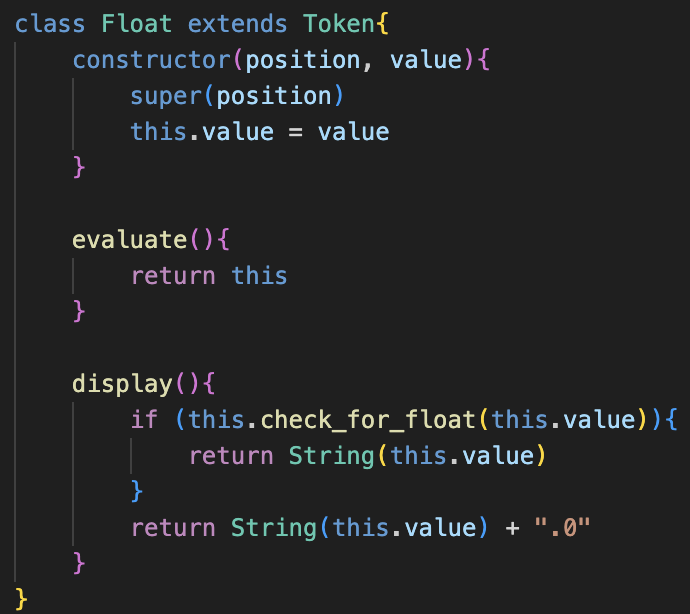 class Float extends Token{
    constructor(position, value){
        super(position)
        this.value = value
    }

    evaluate(){
        return this
    }

    display(){
        if (this.check_for_float(this.value)){
            return String(this.value)
        }
        return String(this.value) + ".0"
    }
}